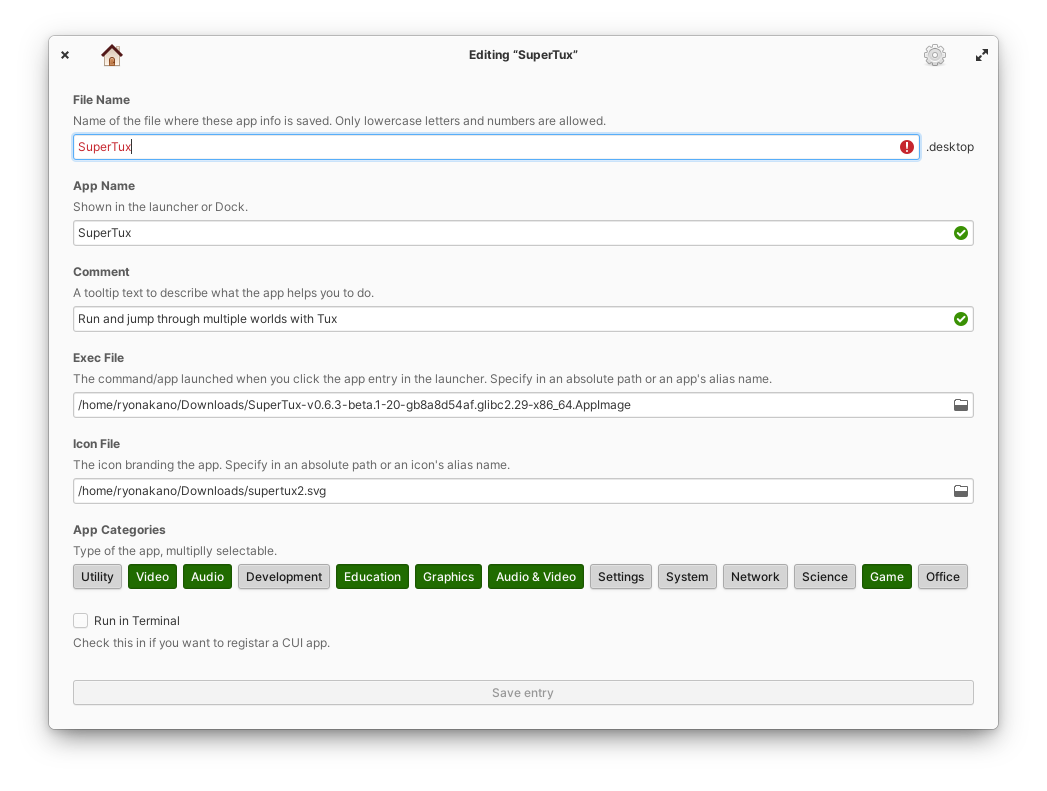 Editing “SuperTux”
File Name
Name of the file where these app info is saved. Only lowercase letters and numbers are allowed.
SuperTux .desktop
App Name
Shown in the launcher or Dock.
SuperTux
Comment
A tooltip text to describe what the app helps you to do.
Run and jump through multiple worlds with Tux
Exec File
The command/app launched when you click the app entry in the launcher. Specify in an absolute path or an app's alias name.
/home/ryonakano/Downloads/SuperTux-v0.6.3-beta.1-20-gb8a8d54af.glibc2.29-x86_64.AppImage
Icon File
The icon branding the app. Specify in an absolute path or an icon's alias name.
/home/ryonakano/Downloads/supertux2.svg
App Categories
Type of the app, multiplly selectable.
Utility Video Audio Development Education Graphics Audio & Video Settings System Network Science Game Office
Run in Terminal
Check this in if you want to registar a CUI app.
Save entry